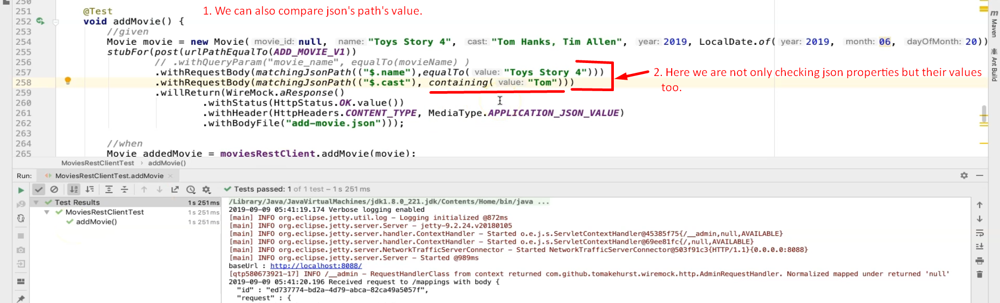 250
251 @Test
1. We can also compare json's path's value.
252 void addMovie() {
253 //given
254 Movie movie = new Movie( movie_id: null, name: "Toys Story 4", cast: "Tom Hanks, Tim Allen", year: 2019, LocalDate.of( year: 2019, month: 06, dayOfMonth: 20))
255 stubFor(post(urlPathEqualTo(ADD_MOVIE_V1))
256 // .withQueryParam("movie_name", equalTo(movieName) )
257 .withRequestBody(matchingJsonPath(("$.name"),equalTo( value: "Toys Story 4")))
258 .withRequestBody(matchingJsonPath(("$.cast"), containing( value: "Tom")))
2. Here we are not only checking json properties but their values
too.
259 .willReturn(WireMock.aResponse()
260 .withStatus(HttpStatus.OK.value())
261 .withHeader(HttpHeaders.CONTENT_TYPE, MediaType.APPLICATION_JSON_VALUE)
262 .withBodyFile("add-movie.json")));
263
264 //when
265 Movie addedMovie = moviesRestClient.addMovie(movie);
m Maven
Ant Build
MoviesRestClientTest › addMovie()
Run: MoviesRestClientTest.addMovie ×
Tests passed: 1 of 1 test – 1 s 251 ms
Test Results 1 s 251 ms
MoviesRestClientTest 1 s 251 ms
addMovie() 1 s 251 ms
/Library/Java/JavaVirtualMachines/jdk1.8.0_221.jdk/Contents/Home/bin/java ...
2019-09-09 05:41:19.174 Verbose logging enabled
[main] INFO org.eclipse.jetty.util.log - Logging initialized @872ms
[main] INFO org.eclipse.jetty.server.Server - jetty-9.2.24.v20180105
[main] INFO org.eclipse.jetty.server.handler.ContextHandler - Started o.e.j.s.ServletContextHandler@45385f75{/__admin,null,AVAILABLE}
[main] INFO org.eclipse.jetty.server.handler.ContextHandler - Started o.e.j.s.ServletContextHandler@69ee81fc{/,null,AVAILABLE}
[main] INFO org.eclipse.jetty.server.NetworkTrafficServerConnector - Started NetworkTrafficServerConnector@503f91c3{HTTP/1.1}{0.0.0.0:8088}
[main] INFO org.eclipse.jetty.server.Server - Started @989ms
baseUrl : http://localhost:8088/
[qtp580673921-17] INFO /__admin - RequestHandlerClass from context returned com.github.tomakehurst.wiremock.http.AdminRequestHandler. Normalized mapped under returned 'null'
2019-09-09 05:41:20.196 Received request to /mappings with body {
"id" : "ed737774-bd2a-4d79-abca-82ca49a5057f",
"request" : {